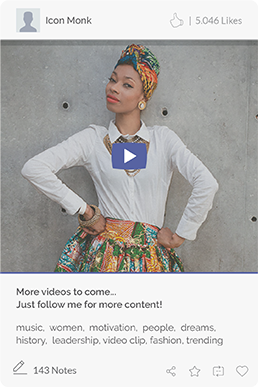 Icon Monk | 5.046 Likes
More videos to come...
Just follow me for more content!
music, women, motivation, people, dreams,
history, leadership, video clip, fashion, trending
143 Notes